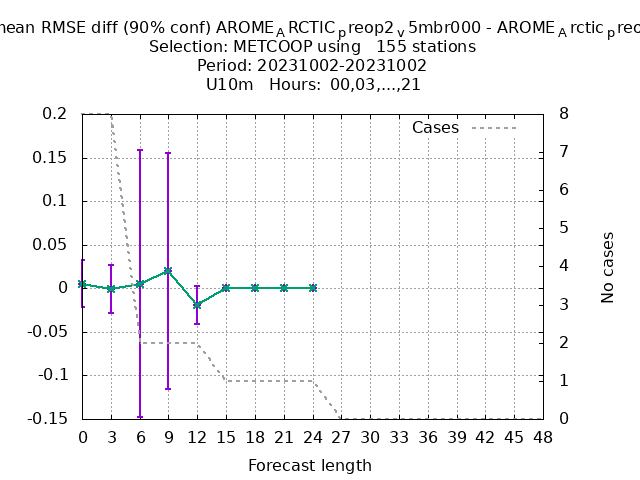 mean RMSE diff (90% conf) AROME_ARCTIC_preop2_v5mbr000 - AROME_Arctic_preo
Selection: METCOOP using 155 stations
Period: 20231002-20231002
U10m Hours: 00,03,...,21
Cases
0.2
0.15
0.1
0.05
0
-0.05
-0.1
-0.15
8
7
6
5
4
3
2
1
0
No cases
0 3 6 9 12 15 18 21 24 27 30 33 36 39 42 45 48
Forecast length